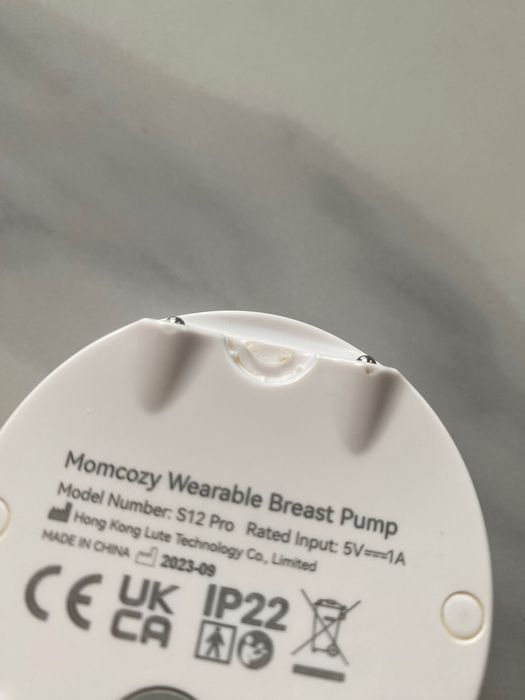 Momcozy Wearable Breast Pump
Model Number: S12 Pro Rated Input: 5V⎓1A
Hong Kong Lute Technology Co., Limited
MADE IN CHINA 2023-09
CE UK CA IP22